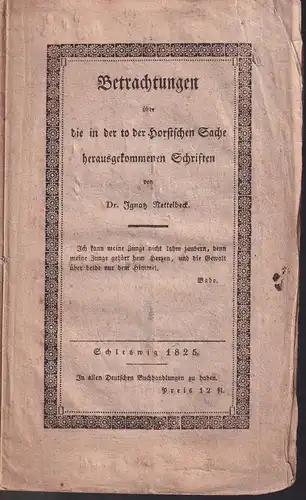 Betrachtungen
über
die in der to der Horstschen Sache
herausgekommenen Schriften
von
Dr. Ignatz Nettelbeck.
Ich kann meine Zunge nicht lahm zaubern, denn
meine Zunge gehört dem Herzen, und die Gewalt
über beide nur dem Himmel.
Bade.
Schleswig 1825.
In allen Deutschen Buchhandlungen zu haben.
Preis 12 ßl.